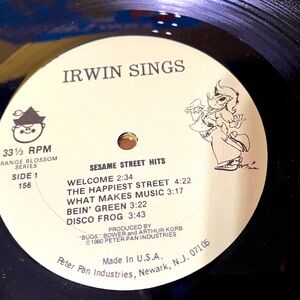 IRWIN SINGS
33⅓ RPM
RANGE BLOSSOM
SERIES
SIDE 1
156
SESAME STREET HITS
WELCOME 2:34
THE HAPPIEST STREET 4:22
WHAT MAKES MUSIC 3:17
BEIN' GREEN 3:22
DISCO FROG 3:43
PRODUCED BY
"BUGS" BOWER and ARTHUR KORB
©1980 PETER PAN INDUSTRIES
Made in U.S.A.
Peter Pan Industries, Newark, N.J. 07105